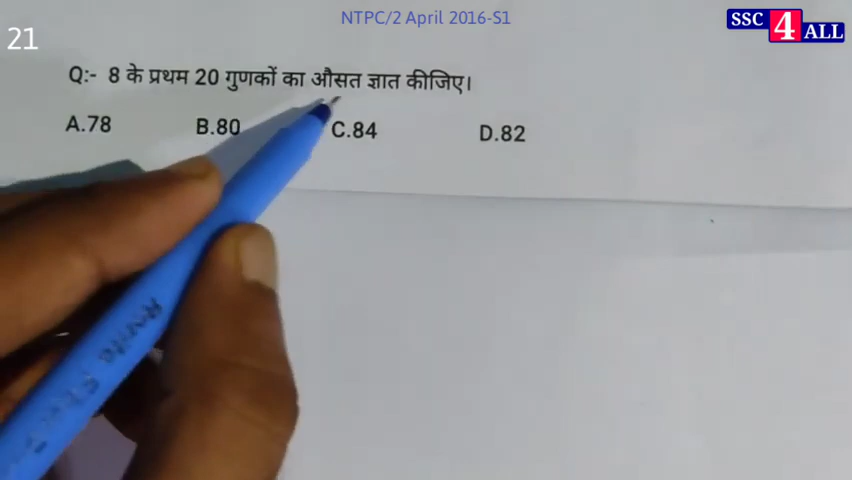 NTPC/2 April 2016-S1
SSC 4 ALL
21
Q:- 8 के प्रथम 20 गुणकों का औसत ज्ञात कीजिए।
A.78 B.80 C.84 D.82